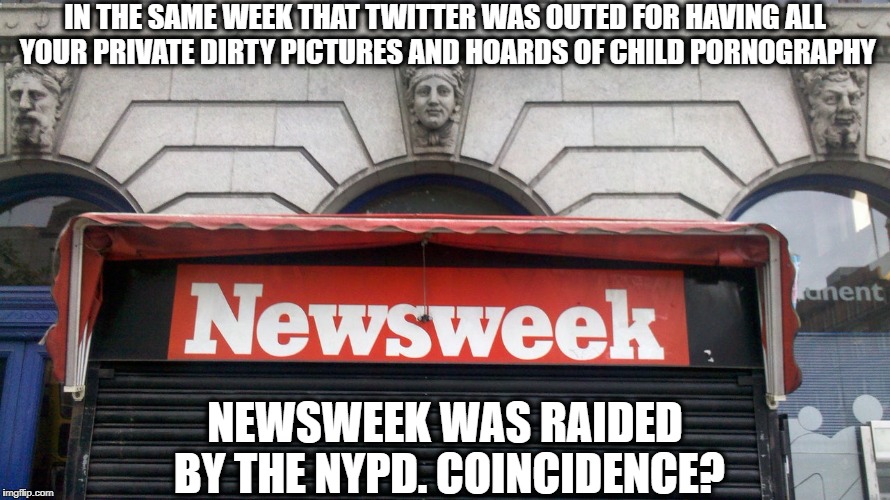 IN THE SAME WEEK THAT TWITTER WAS OUTED FOR HAVING ALL
YOUR PRIVATE DIRTY PICTURES AND HOARDS OF CHILD PORNOGRAPHY
Newsweek
NEWSWEEK WAS RAIDED
BY THE NYPD. COINCIDENCE?
imgflip.com